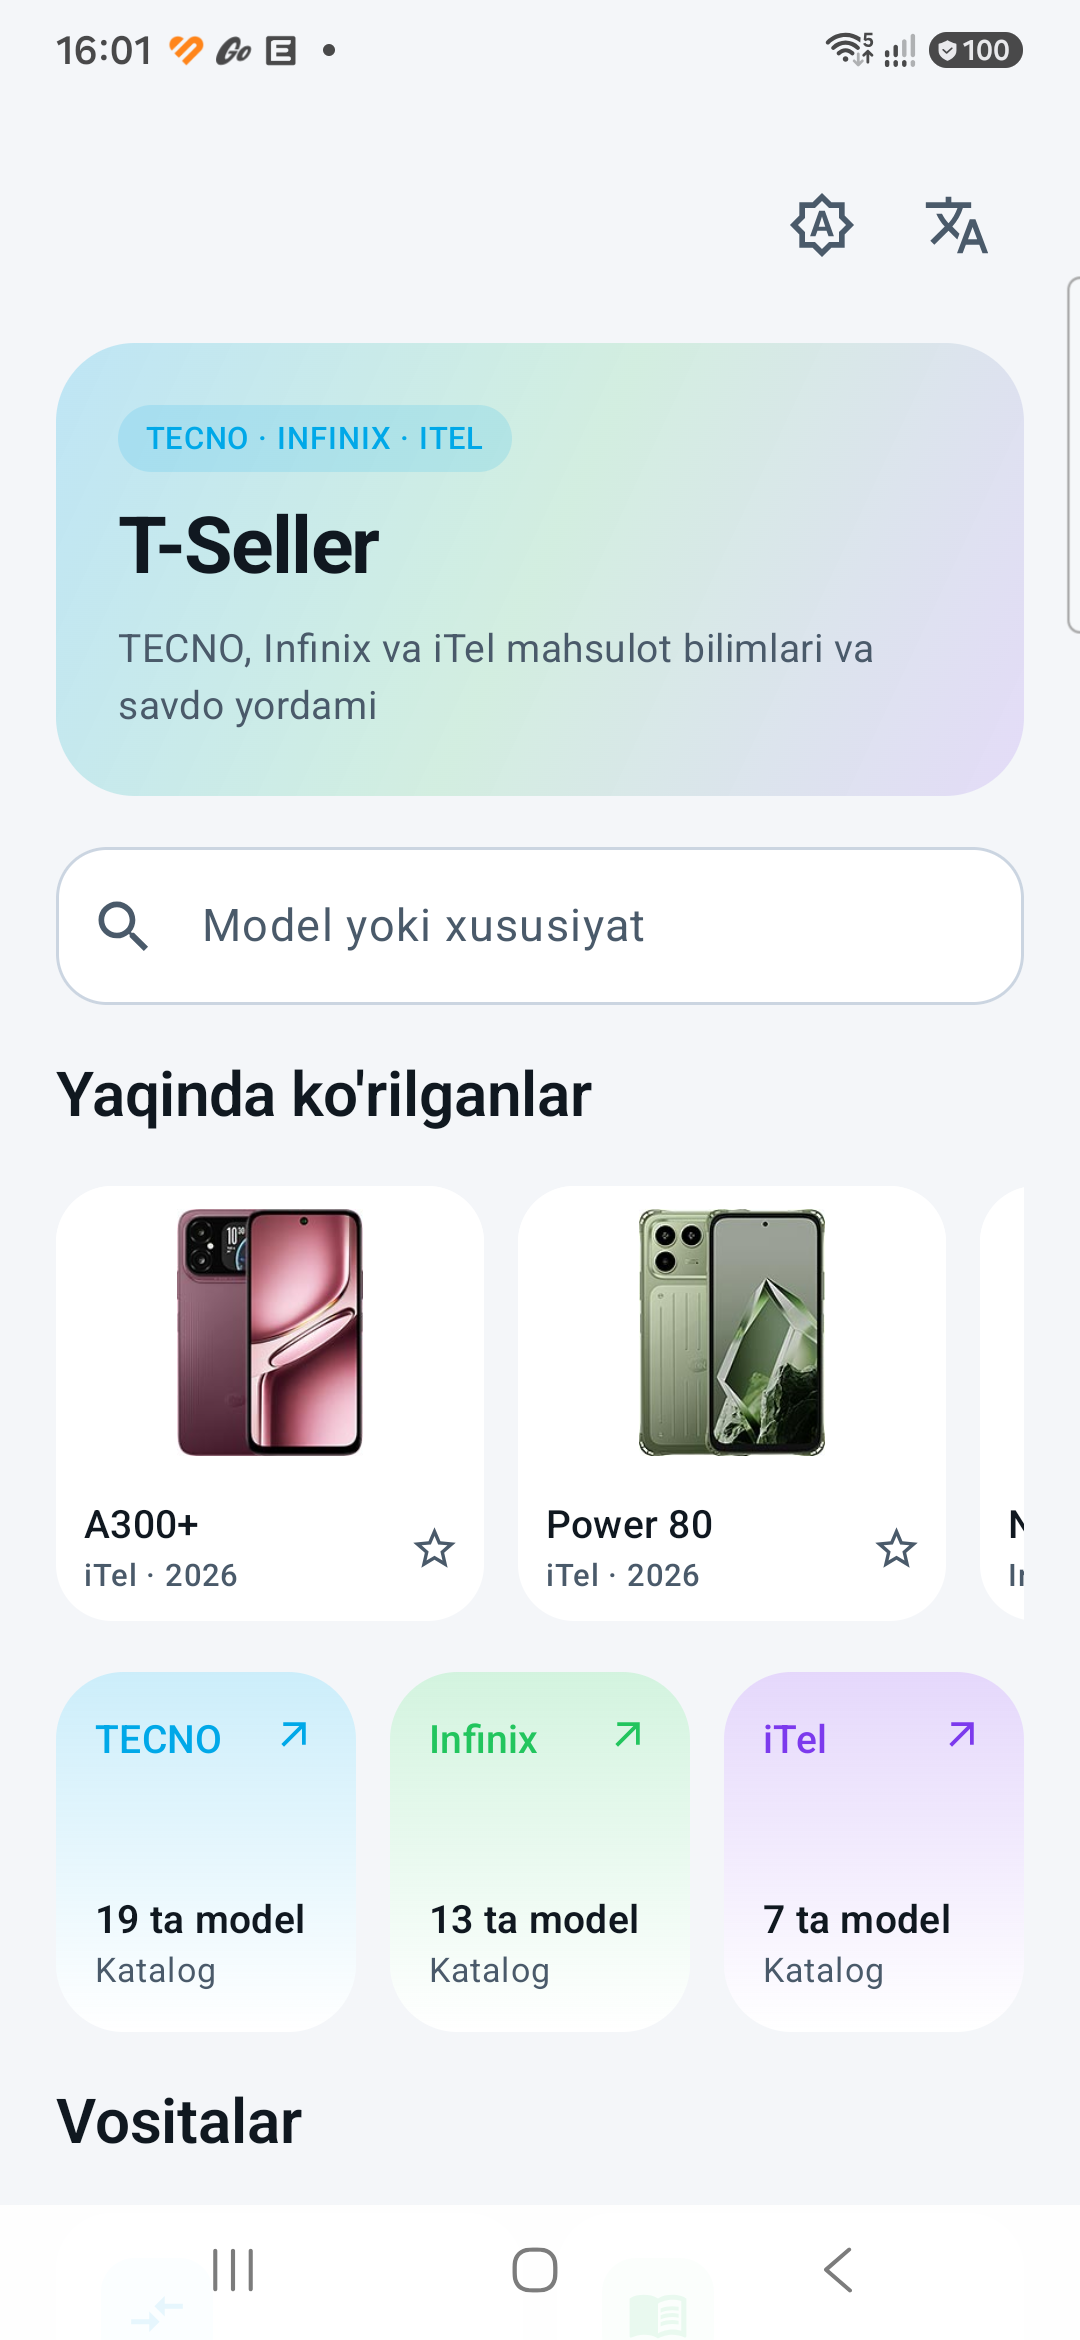 16:01
Go
E
5
100
A
TECNO · INFINIX · ITEL
T-Seller
TECNO, Infinix va iTel mahsulot bilimlari va
savdo yordami
Model yoki xususiyat
Yaqinda ko'rilganlar
A300+
iTel · 2026
Power 80
iTel · 2026
TECNO
19 ta model
Katalog
Infinix
13 ta model
Katalog
iTel
7 ta model
Katalog
Vositalar